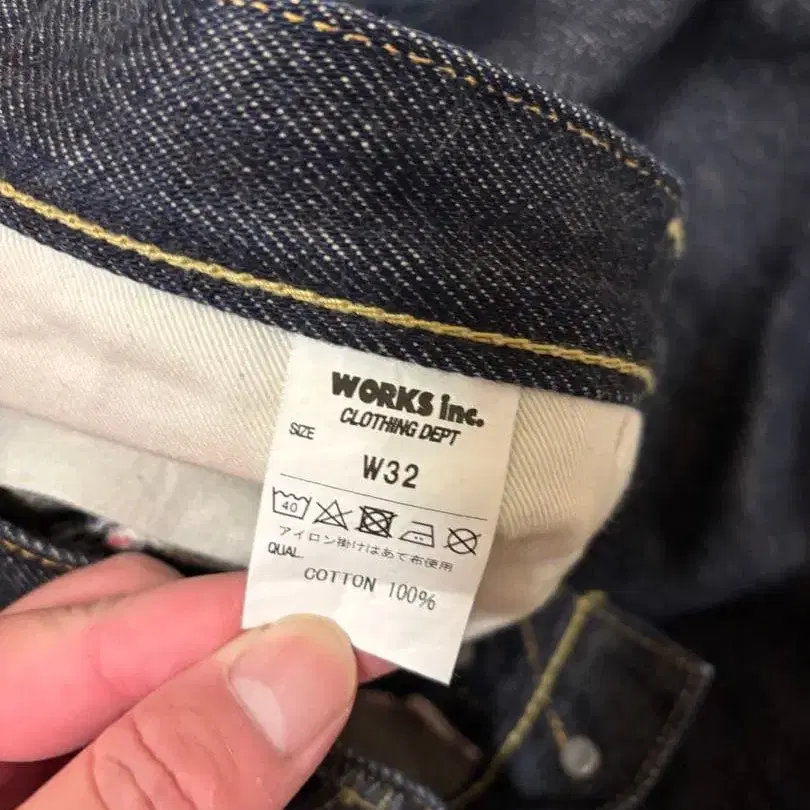 WORKS inc.
CLOTHING DEPT
SIZE
W32
40
アイロン掛けはあて布使用
QUAL.
COTTON 100%